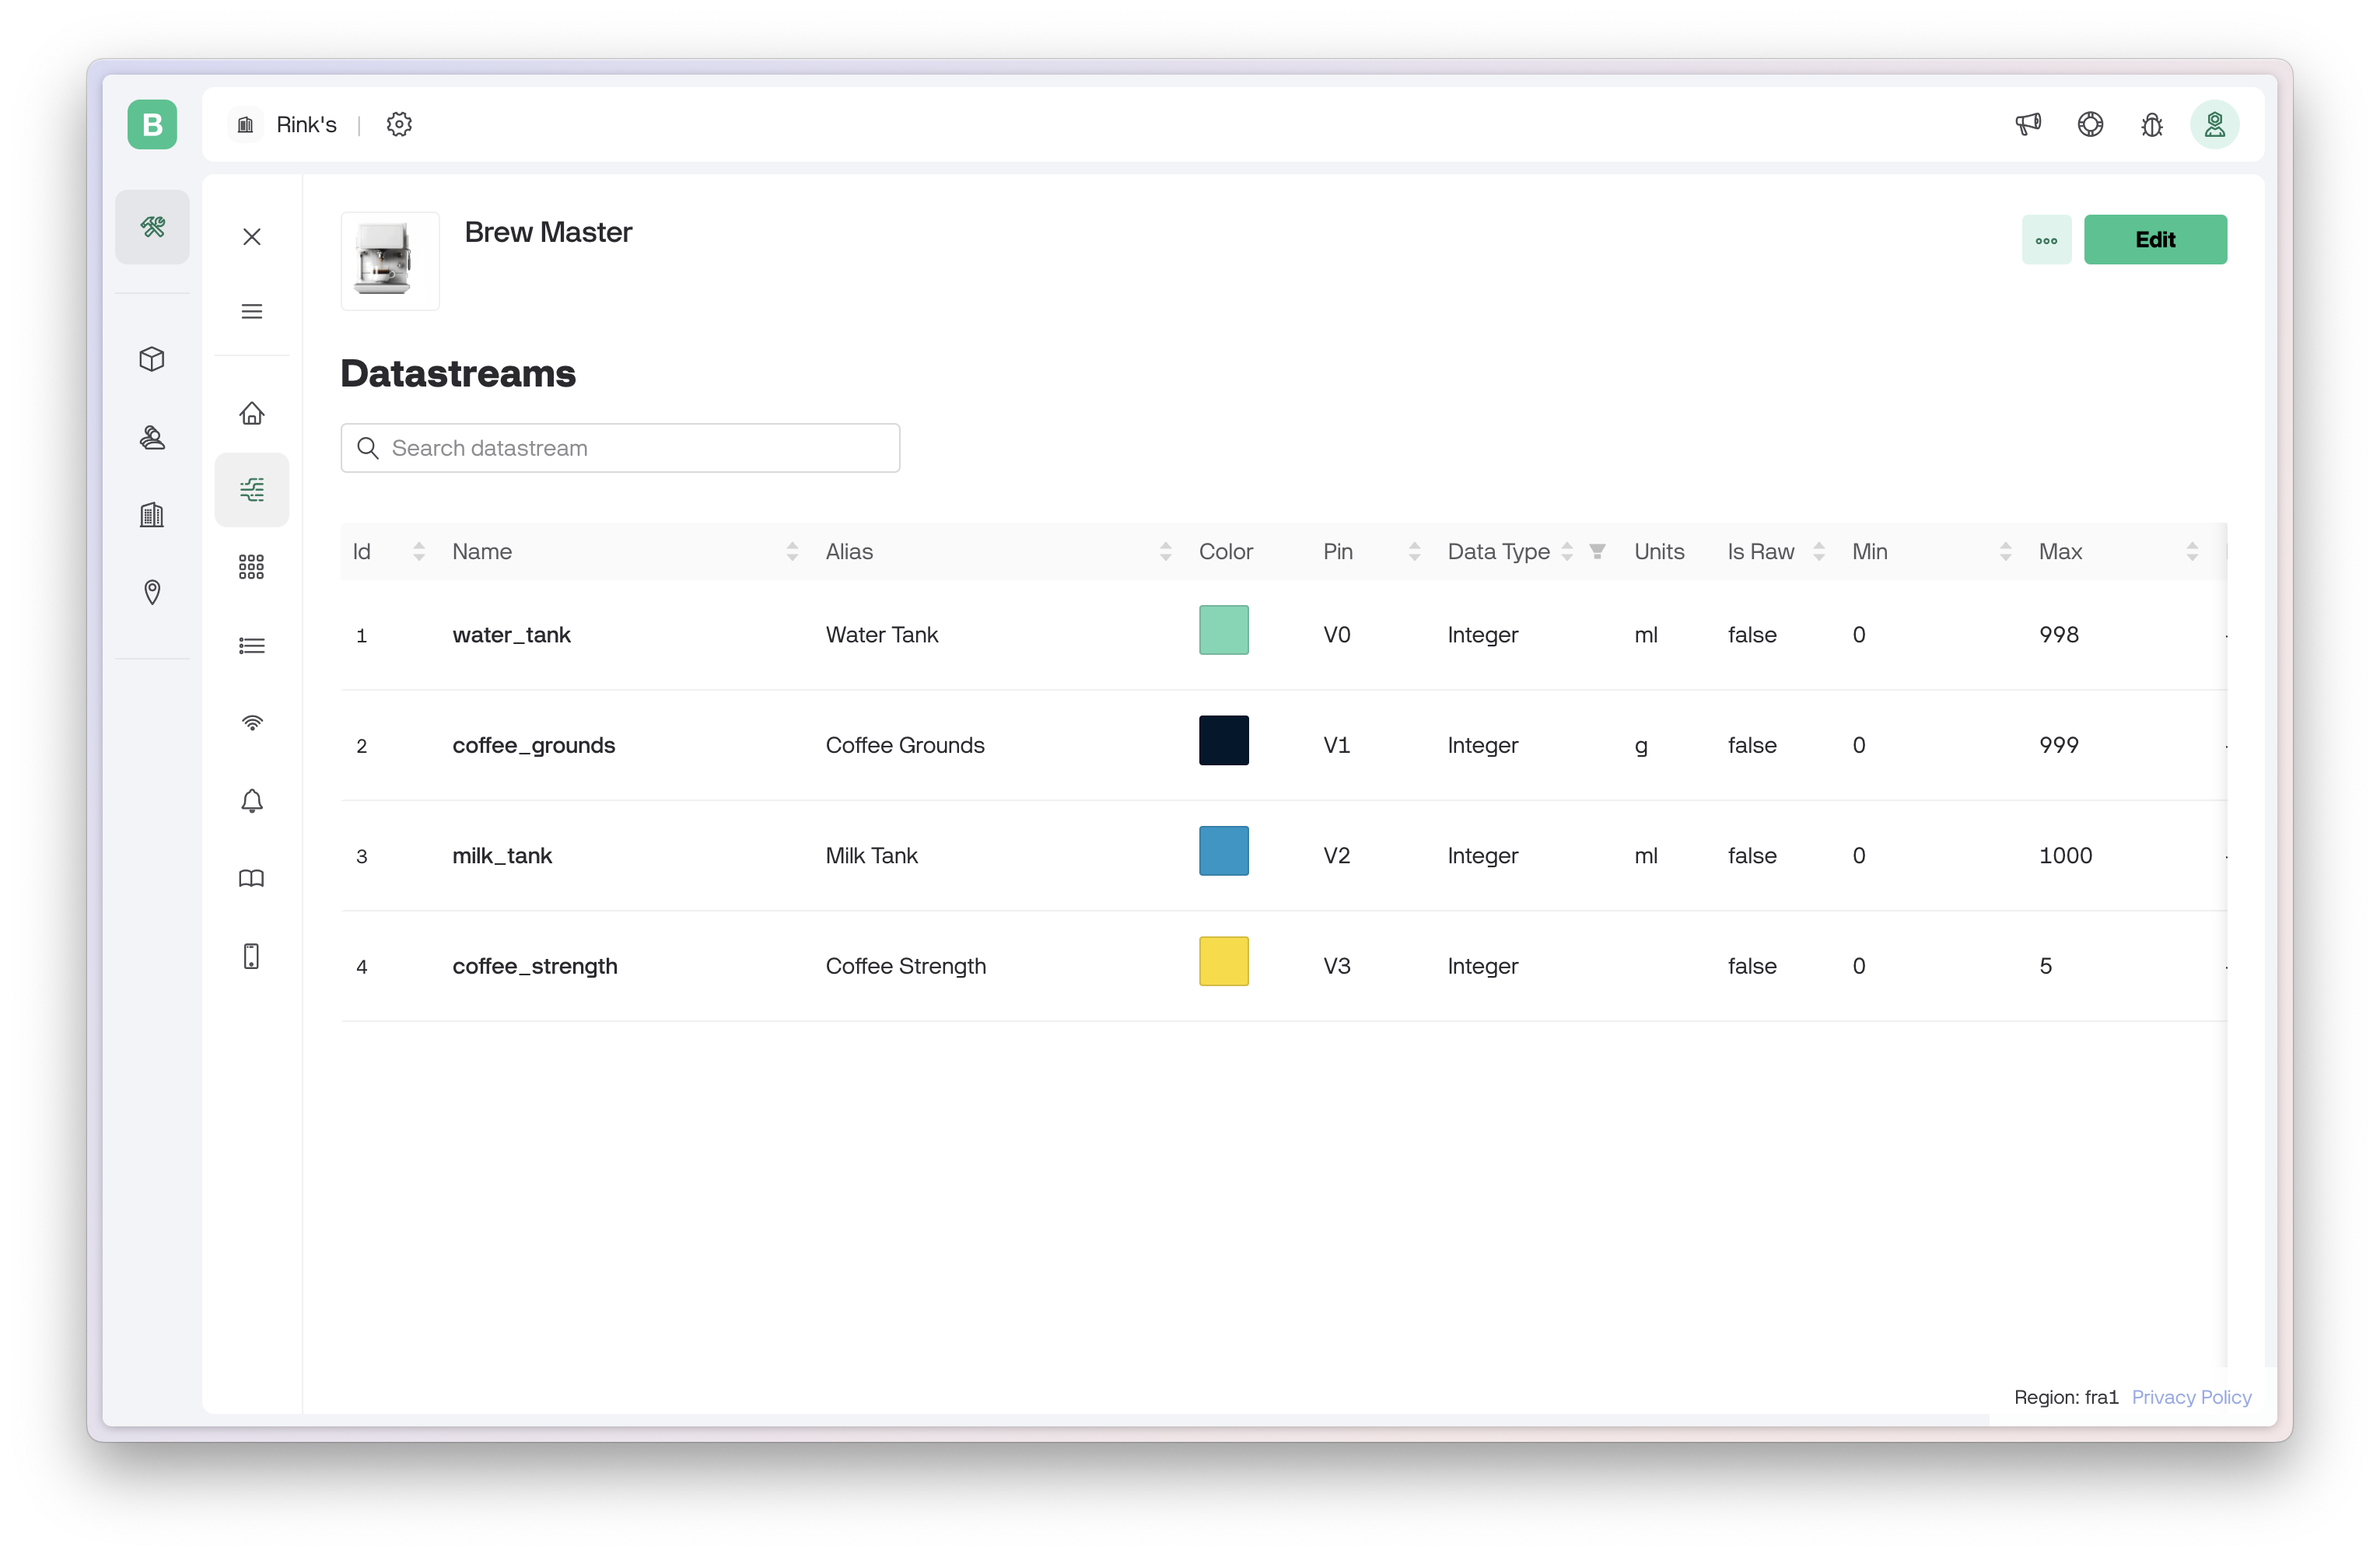 B
Rink's |
Brew Master
Edit
Datastreams
Search datastream
Id Name Alias Color Pin Data Type Units Is Raw Min Max
1 water_tank Water Tank V0 Integer ml false 0 998
2 coffee_grounds Coffee Grounds V1 Integer g false 0 999
3 milk_tank Milk Tank V2 Integer ml false 0 1000
4 coffee_strength Coffee Strength V3 Integer false 0 5
Region: fra1 Privacy Policy